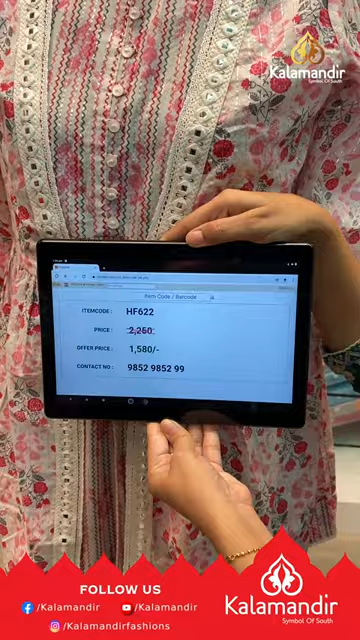 Kalamandir
Symbol Of South
Item Code / Barcode
ITEMCODE : HF622
PRICE : 2,250
OFFER PRICE : 1,580/-
CONTACT NO : 9852 9852 99
FOLLOW US
/Kalamandir /Kalamandir
/Kalamandirfashions
Kalamandir
Symbol Of South